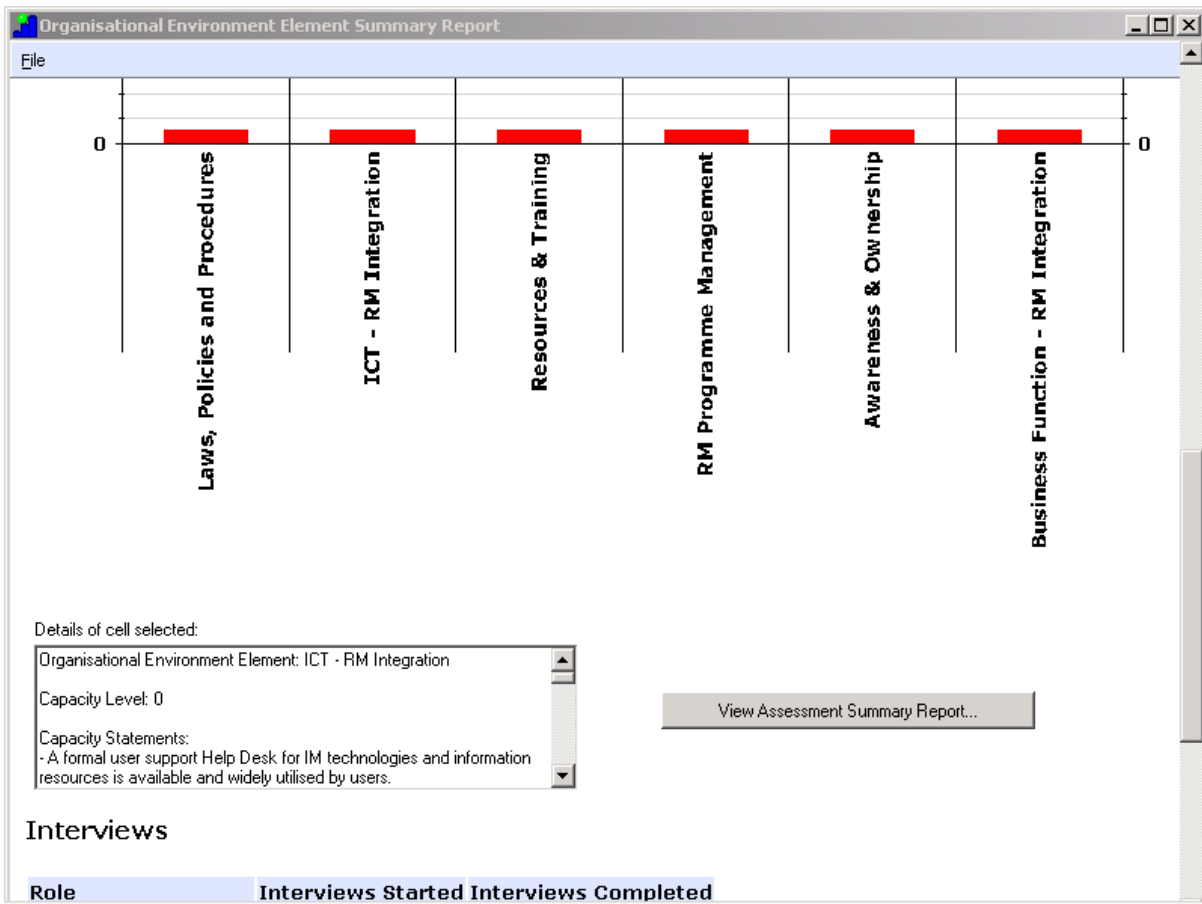 Organisational Environment Element Summary Report
File
0
0
Laws, Policies and Procedures
ICT - RM Integration
Resources & Training
RM Programme Management
Awareness & Ownership
Business Function - RM Integration
Details of cell selected:
Organisational Environment Element: ICT - RM Integration
Capacity Level: 0
Capacity Statements:
- A formal user support Help Desk for IM technologies and information
resources is available and widely utilised by users.
View Assessment Summary Report...
Interviews
Role Interviews Started Interviews Completed